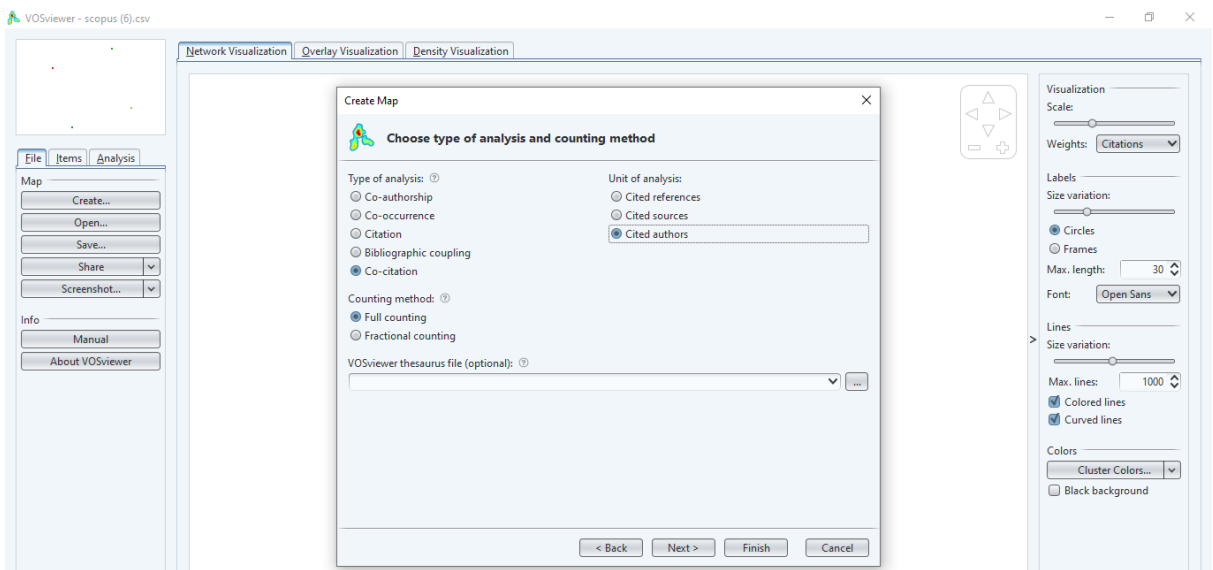 VOSviewer - scopus (6).csv
Network Visualization Overlay Visualization Density Visualization
File Items Analysis
Map
Create...
Open...
Save...
Share
Screenshot...
Info
Manual
About VOSviewer
Create Map
Choose type of analysis and counting method
Type of analysis:
Co-authorship
Co-occurrence
Citation
Bibliographic coupling
Co-citation
Unit of analysis:
Cited references
Cited sources
Cited authors
Counting method:
Full counting
Fractional counting
VOSviewer thesaurus file (optional):
...
< Back Next > Finish Cancel
>
Visualization
Scale:
Weights: Citations
Labels
Size variation:
Circles
Frames
Max. length: 30
Font: Open Sans
Lines
Size variation:
Max. lines: 1000
Colored lines
Curved lines
Colors
Cluster Colors...
Black background